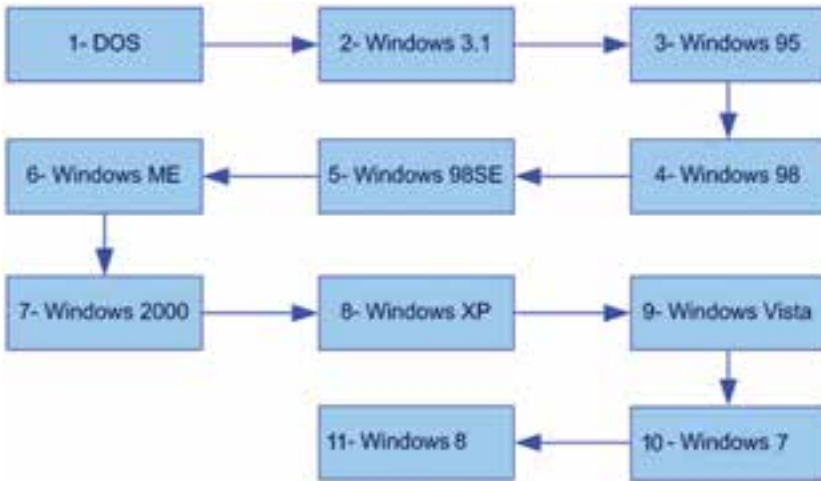 1- DOS
2- Windows 3.1
3- Windows 95
4- Windows 98
5- Windows 98SE
6- Windows ME
7- Windows 2000
8- Windows XP
9- Windows Vista
10 - Windows 7
11- Windows 8